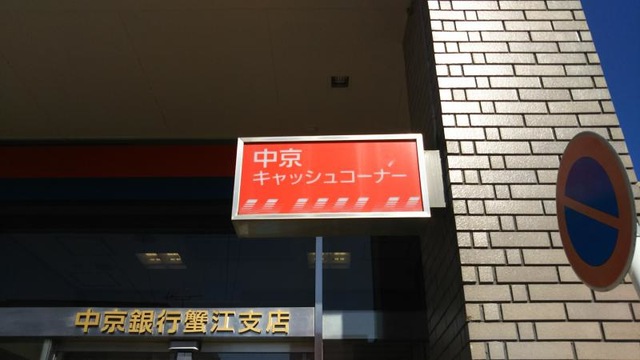 中京
キャッシュコーナー
中京銀行蟹江支店